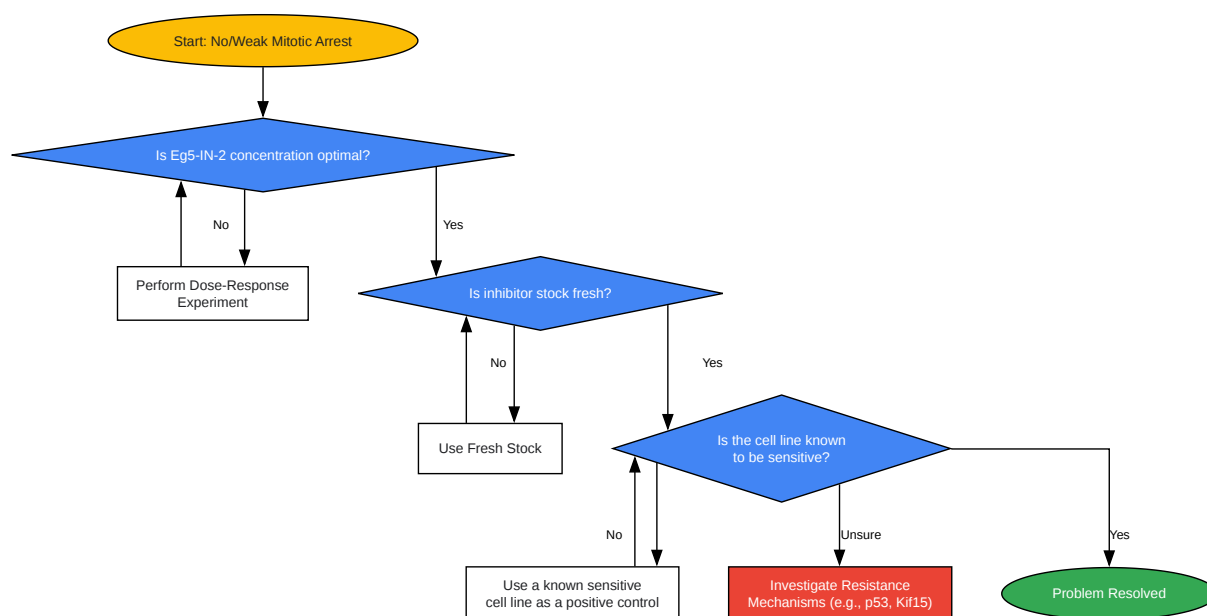 Start: No/Weak Mitotic Arrest
Is Eg5-IN-2 concentration optimal?
No
Yes
Perform Dose-Response
Experiment
Is inhibitor stock fresh?
No
Yes
Use Fresh Stock
Is the cell line known
to be sensitive?
No
Unsure
Yes
Use a known sensitive
cell line as a positive control
Investigate Resistance
Mechanisms (e.g., p53, Kif15)
Problem Resolved